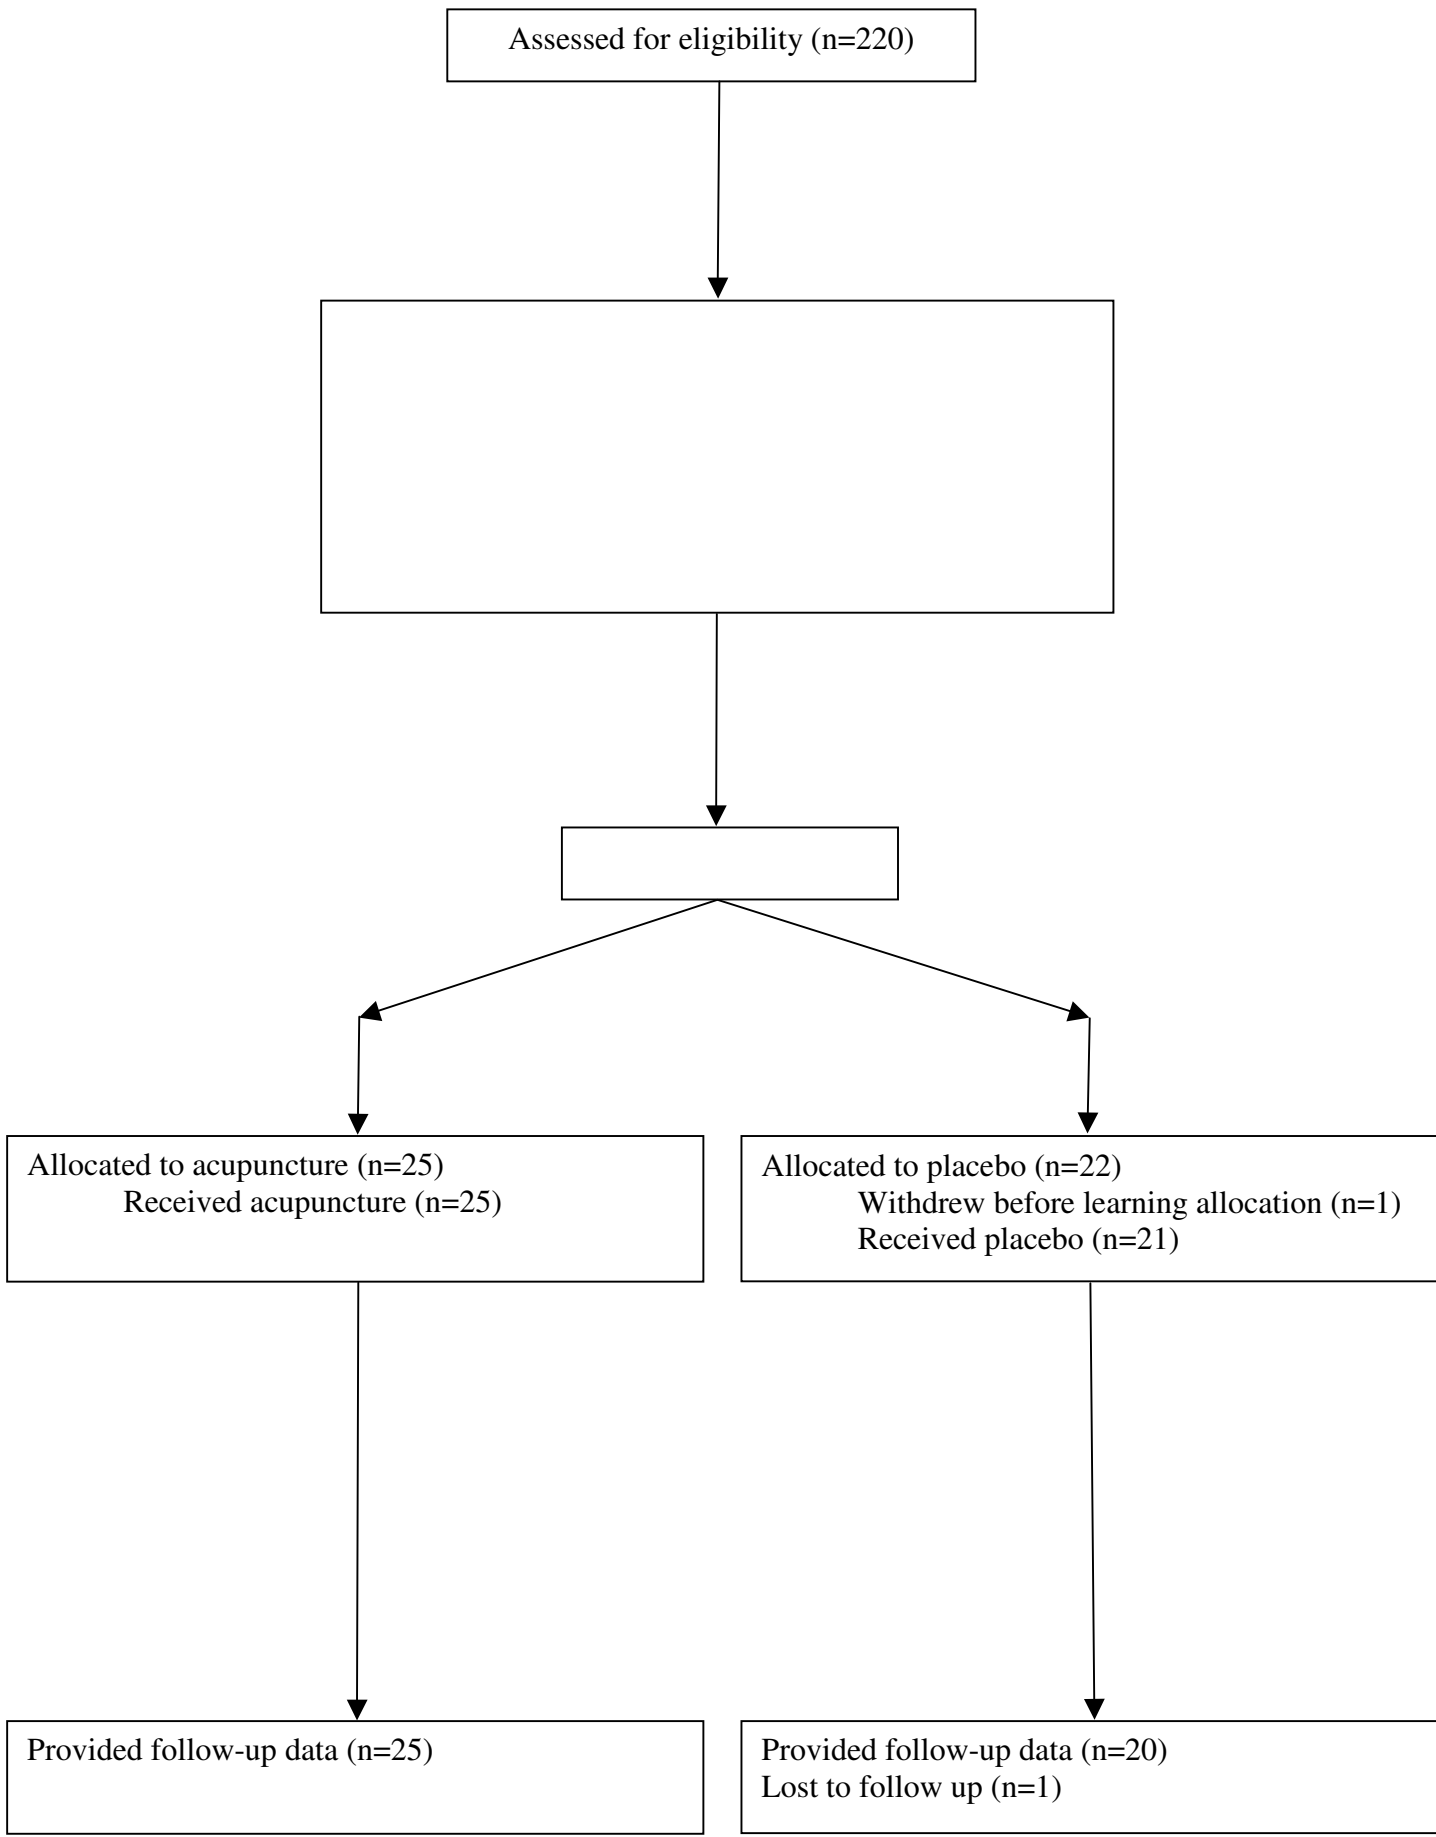 Assessed for eligibility (n=220)
Allocated to acupuncture (n=25)
Received acupuncture (n=25)
Allocated to placebo (n=22)
Withdrew before learning allocation (n=1)
Received placebo (n=21)
Provided follow-up data (n=25)
Provided follow-up data (n=20)
Lost to follow up (n=1)